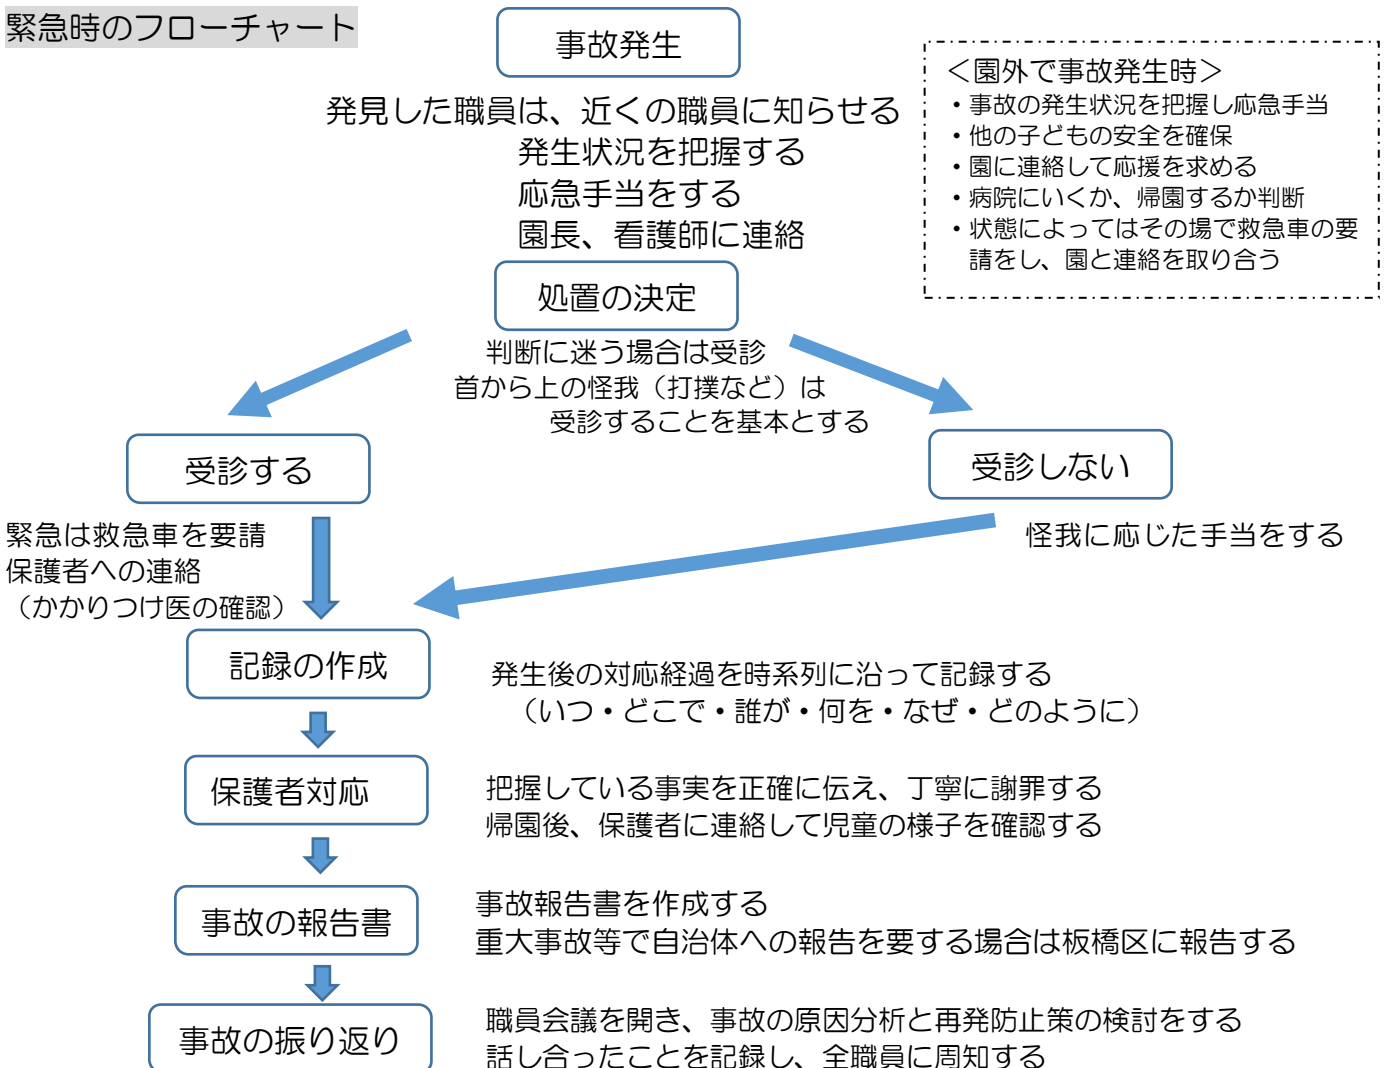 緊急時のフローチャート
事故発生
発見した職員は、近くの職員に知らせる
発生状況を把握する
応急手当をする
園長、看護師に連絡
<園外で事故発生時>
・事故の発生状況を把握し応急手当
・他の子どもの安全を確保
・園に連絡して応援を求める
・病院にいくか、帰園するか判断
・状態によってはその場で救急車の要
請をし、園と連絡を取り合う
処置の決定
判断に迷う場合は受診
首から上の怪我(打撲など)は
受診することを基本とする
受診する
受診しない
緊急は救急車を要請
保護者への連絡
(かかりつけ医の確認)
怪我に応じた手当をする
記録の作成
発生後の対応経過を時系列に沿って記録する
(いつ・どこで・誰が・何を・なぜ・どのように)
保護者対応
把握している事実を正確に伝え、丁寧に謝罪する
帰園後、保護者に連絡して児童の様子を確認する
事故の報告書
事故報告書を作成する
重大事故等で自治体への報告を要する場合は板橋区に報告する
事故の振り返り
職員会議を開き、事故の原因分析と再発防止策の検討をする
話し合ったことを記録し、全職員に周知する